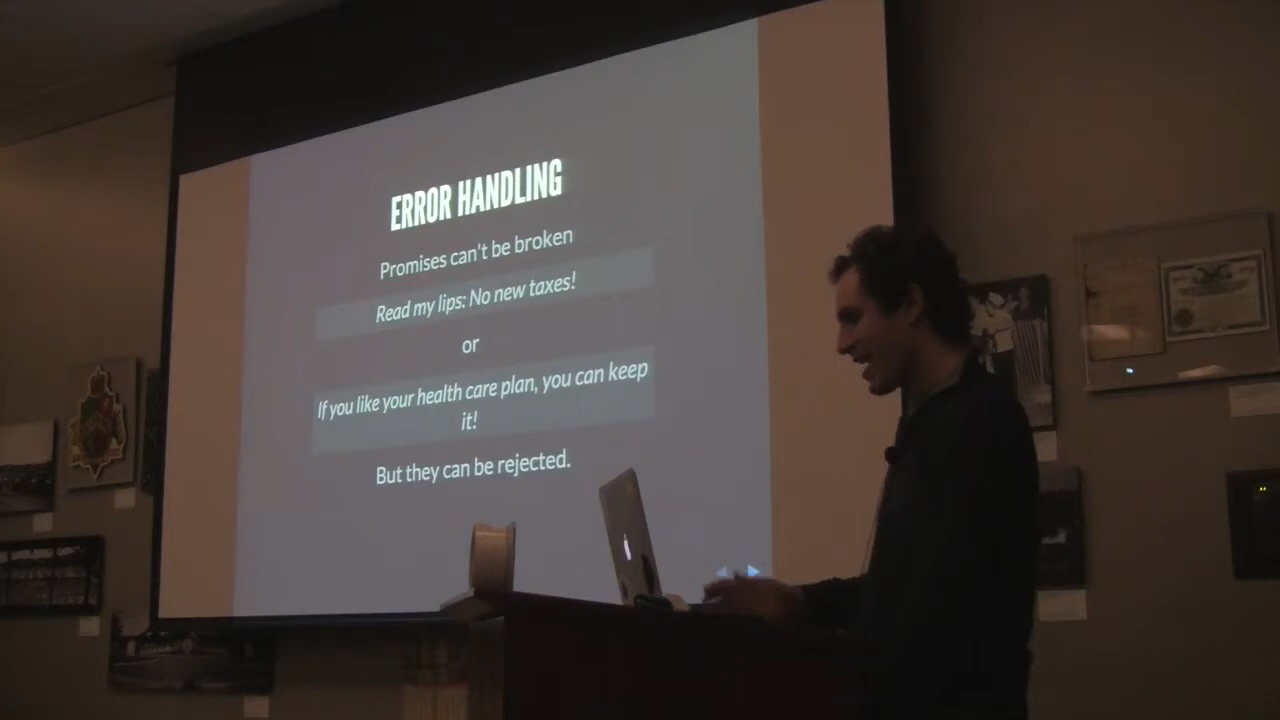 ERROR HANDLING
Promises can't be broken
Read my lips: No new taxes!
or
If you like your health care plan, you can keep
it!
But they can be rejected.